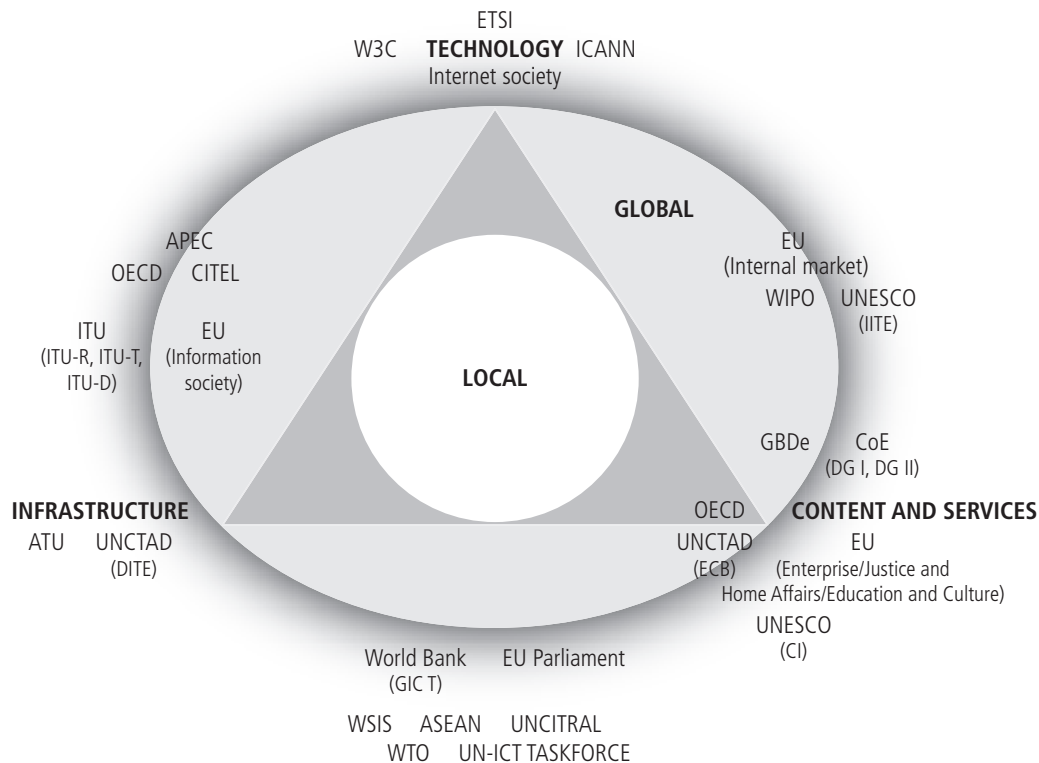 ETSI
W3C TECHNOLOGY ICANN
Internet society
GLOBAL
APEC
OECD CITEL
ITU
(ITU-R, ITU-T,
ITU-D)
EU
(Information
society)
EU
(Internal market)
WIPO UNESCO
(IITE)
LOCAL
GBDe CoE
(DG I, DG II)
INFRASTRUCTURE
ATU UNCTAD
(DITE)
OECD CONTENT AND SERVICES
UNCTAD
(ECB)
EU
(Enterprise/Justice and
Home Affairs/Education and Culture)
UNESCO
(CI)
World Bank EU Parliament
(GIC T)
WSIS ASEAN UNCITRAL
WTO UN-ICT TASKFORCE